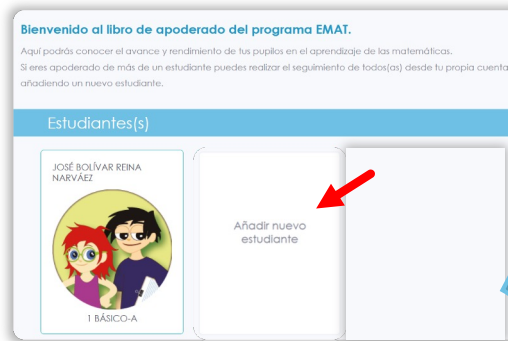 Bienvenido al libro de apoderado del programa EMAT.
Aquí podrás conocer el avance y rendimiento de tus pupilos en el aprendizaje de las matemáticas.
Si eres apoderado de más de un estudiante puedes realizar el seguimiento de todos(as) desde tu propia cuenta
añadiendo un nuevo estudiante.
Estudiantes(s)
JOSÉ BOLÍVAR REINA
NARVÁEZ
1 BÁSICO-A
Añadir nuevo
estudiante